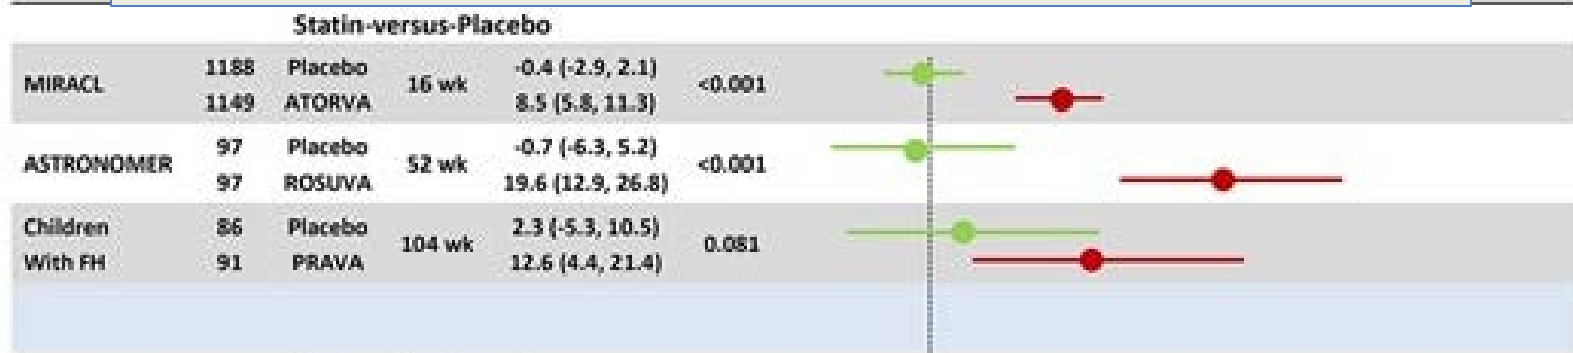 Statin-versus-Placebo
1188 Placebo -0.4 (-2.9, 2.1)
MIRACL 16 wk <0.001
1149 ATORVA 8.5 (5.8, 11.3)
97 Placebo -0.7 (-6.3, 5.2)
ASTRONOMER 52 wk <0.001
97 ROSUVA 19.6 (12.9, 26.8)
Children 86 Placebo 2.3 (-5.3, 10.5)
104 wk 0.081
With FH 91 PRAVA 12.6 (4.4, 21.4)